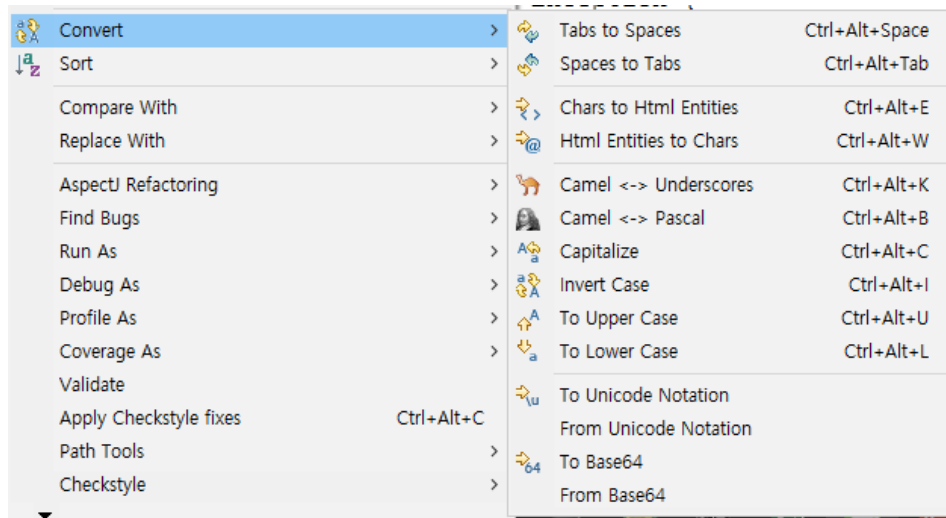 Convert
Sort
Compare With
Replace With
AspectJ Refactoring
Find Bugs
Run As
Debug As
Profile As
Coverage As
Validate
Apply Checkstyle fixes Ctrl+Alt+C
Path Tools
Checkstyle
Tabs to Spaces Ctrl+Alt+Space
Spaces to Tabs Ctrl+Alt+Tab
Chars to Html Entities Ctrl+Alt+E
Html Entities to Chars Ctrl+Alt+W
Camel <-> Underscores Ctrl+Alt+K
Camel <-> Pascal Ctrl+Alt+B
Capitalize Ctrl+Alt+C
Invert Case Ctrl+Alt+I
To Upper Case Ctrl+Alt+U
To Lower Case Ctrl+Alt+L
To Unicode Notation
From Unicode Notation
To Base64
From Base64